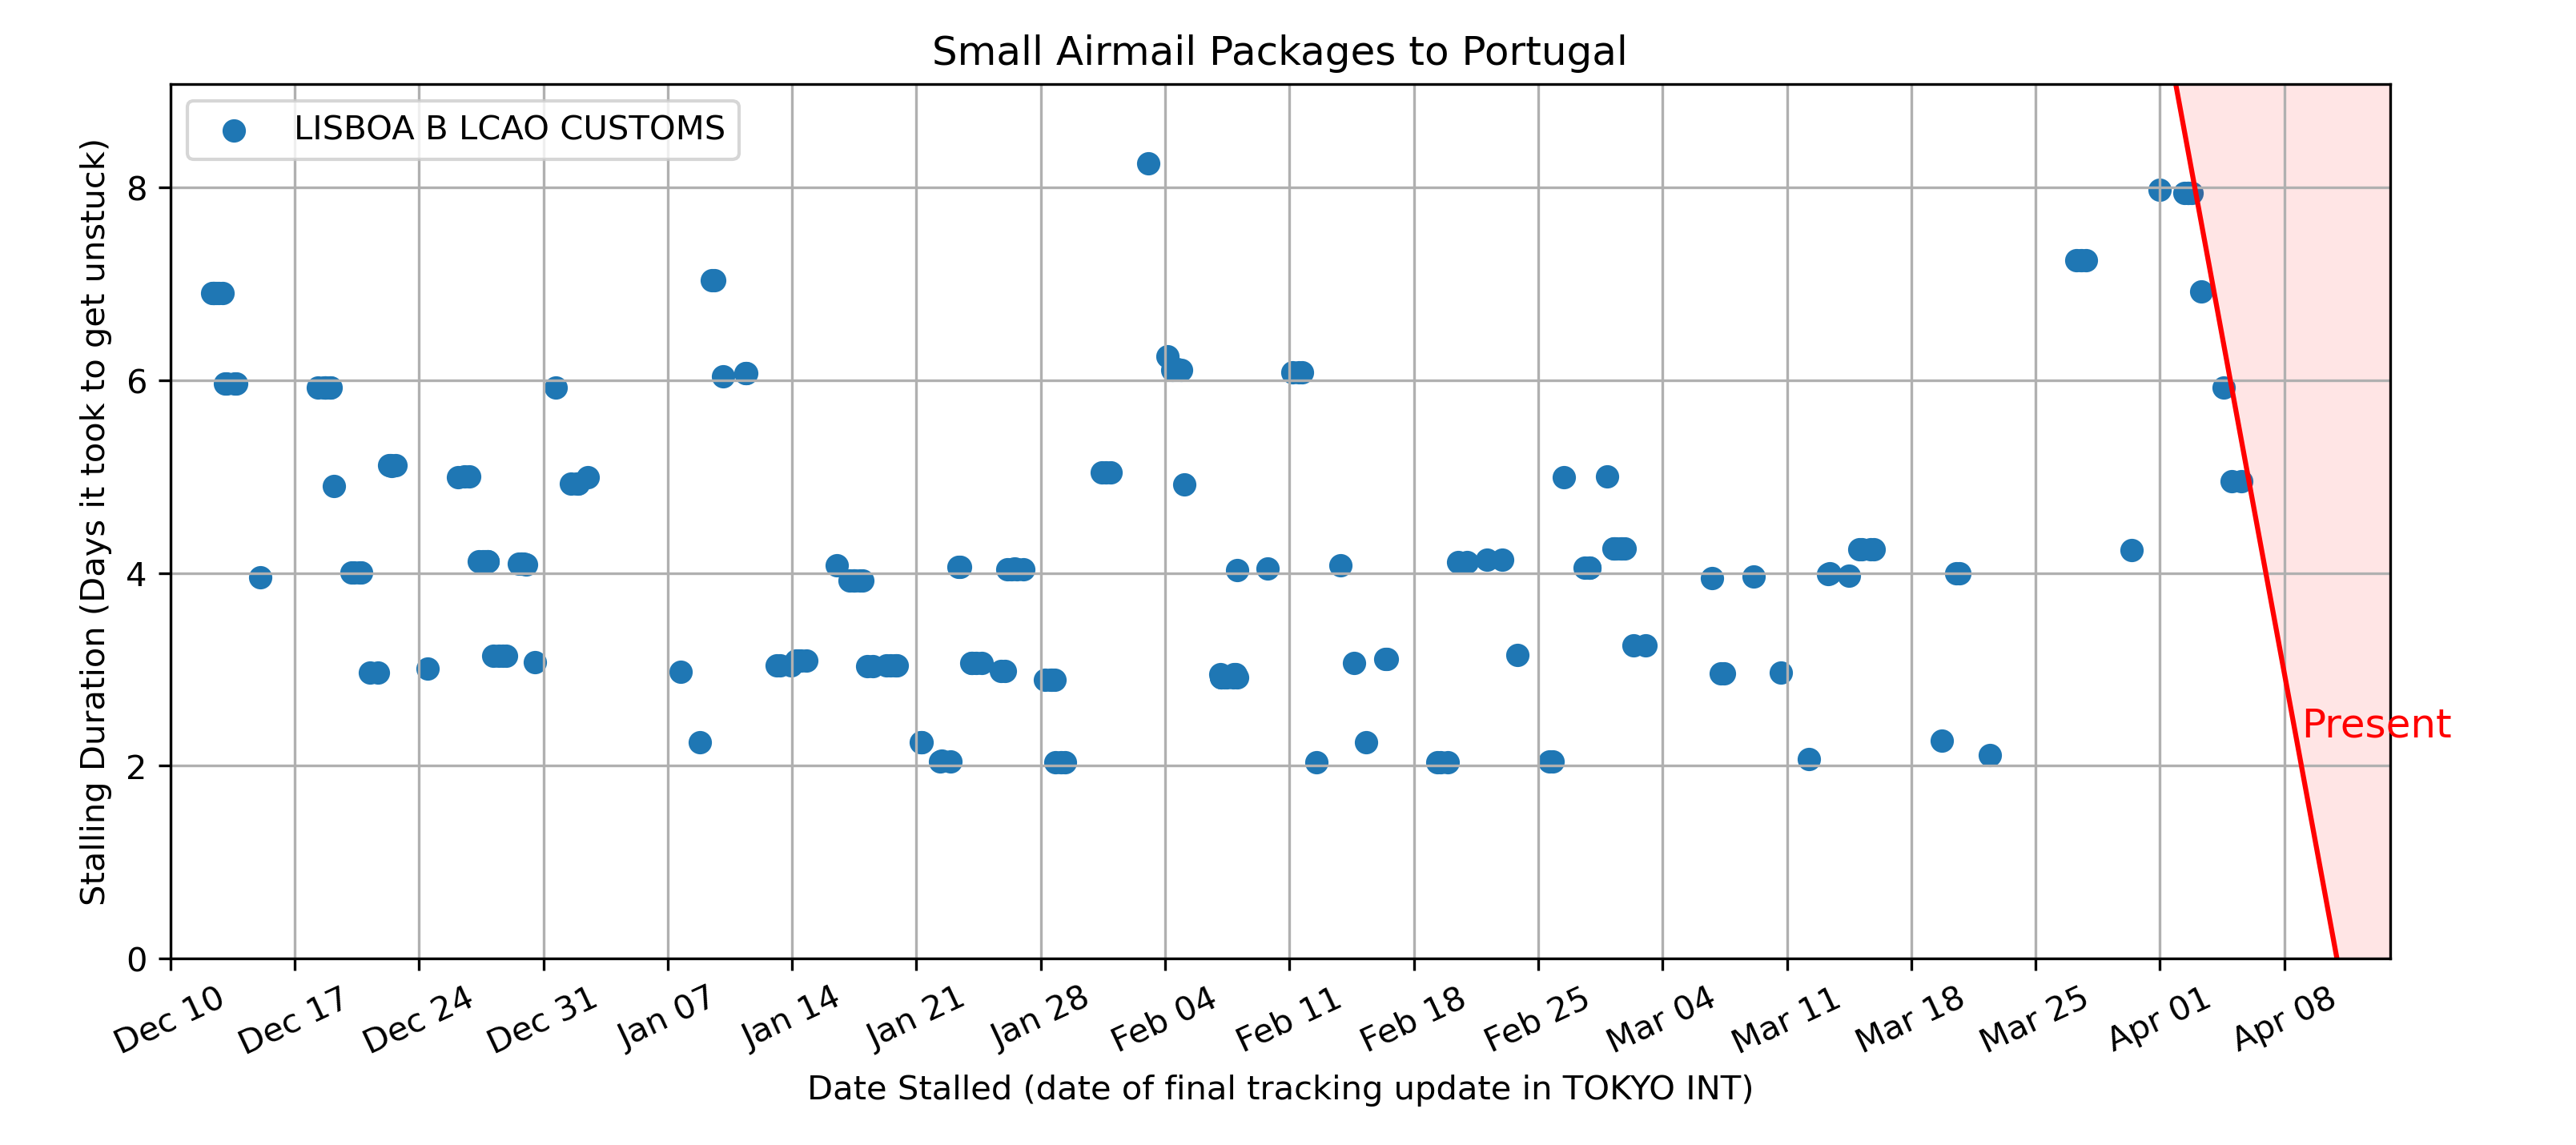 Small Airmail Packages to Portugal
LISBOA B LCAO CUSTOMS
Stalling Duration (Days it took to get unstuck)
8
6
4
2
0
Present
Dec 10
Dec 17
Dec 24
Dec 31
Jan 07
Jan 14
Jan 21
Jan 28
Feb 04
Feb 11
Feb 18
Feb 25
Mar 04
Mar 11
Mar 18
Mar 25
Apr 01
Apr 08
Date Stalled (date of final tracking update in TOKYO INT)